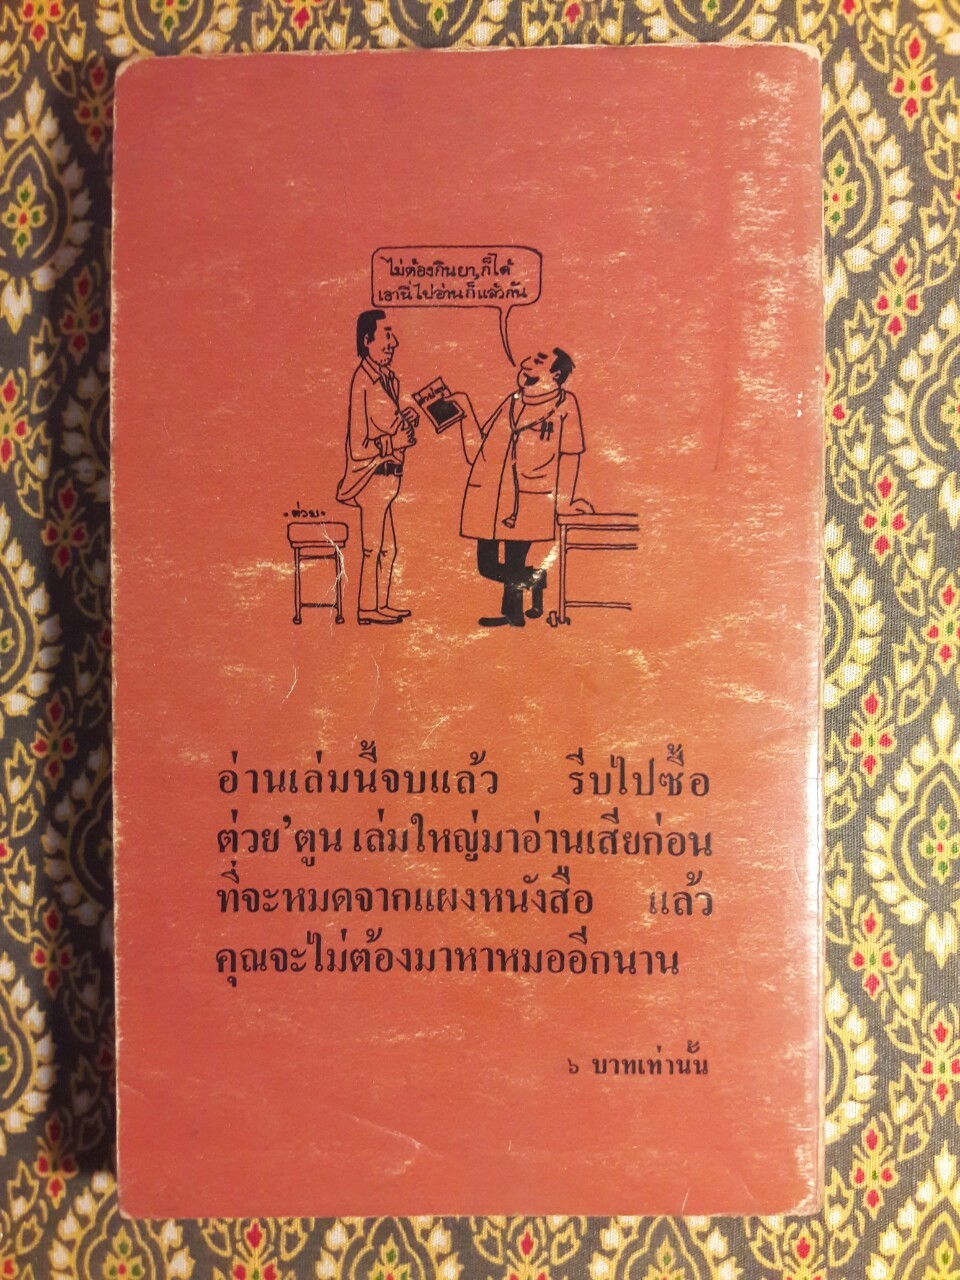 ไม่ต้องกินยา, ก็ได้
เอานี่ไปอ่านก็แล้วกัน
ต่วย'ตูน
•ต่วย•
อ่านเล่มนี้จบแล้ว รีบไปซื้อ
ต่วย'ตูน เล่มใหญ่มาอ่านเสียก่อน
ที่จะหมดจากแผงหนังสือ แล้ว
คุณจะไม่ต้องมาหาหมออีกนาน
๖ บาทเท่านั้น